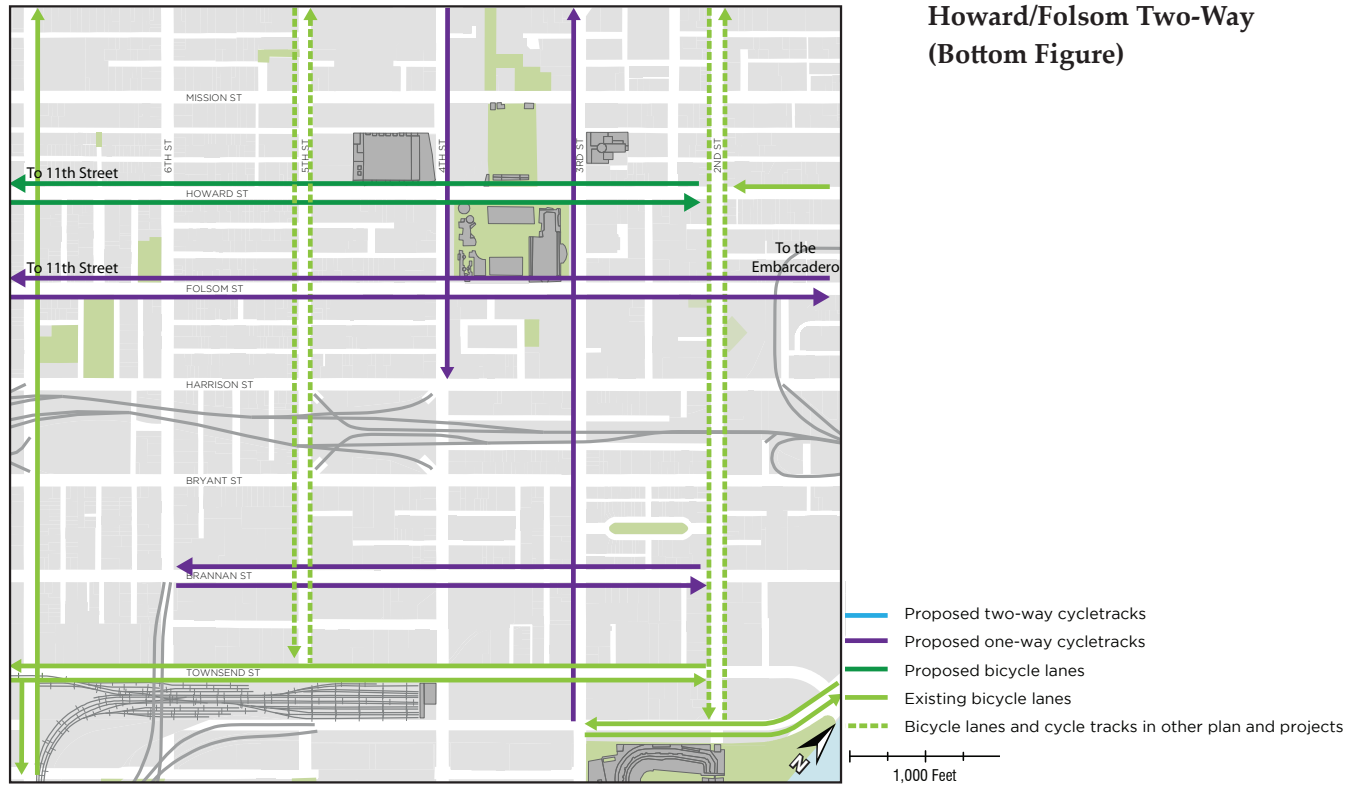 Howard/Folsom Two-Way
(Bottom Figure)
MISSION ST
6TH ST
5TH ST
4TH ST
3RD ST
2ND ST
To 11th Street
HOWARD ST
To 11th Street
To the
Embarcadero
FOLSOM ST
HARRISON ST
BRYANT ST
BRANNAN ST
TOWNSEND ST
Proposed two-way cycletracks
Proposed one-way cycletracks
Proposed bicycle lanes
Existing bicycle lanes
Bicycle lanes and cycle tracks in other plan and projects
N
1,000 Feet